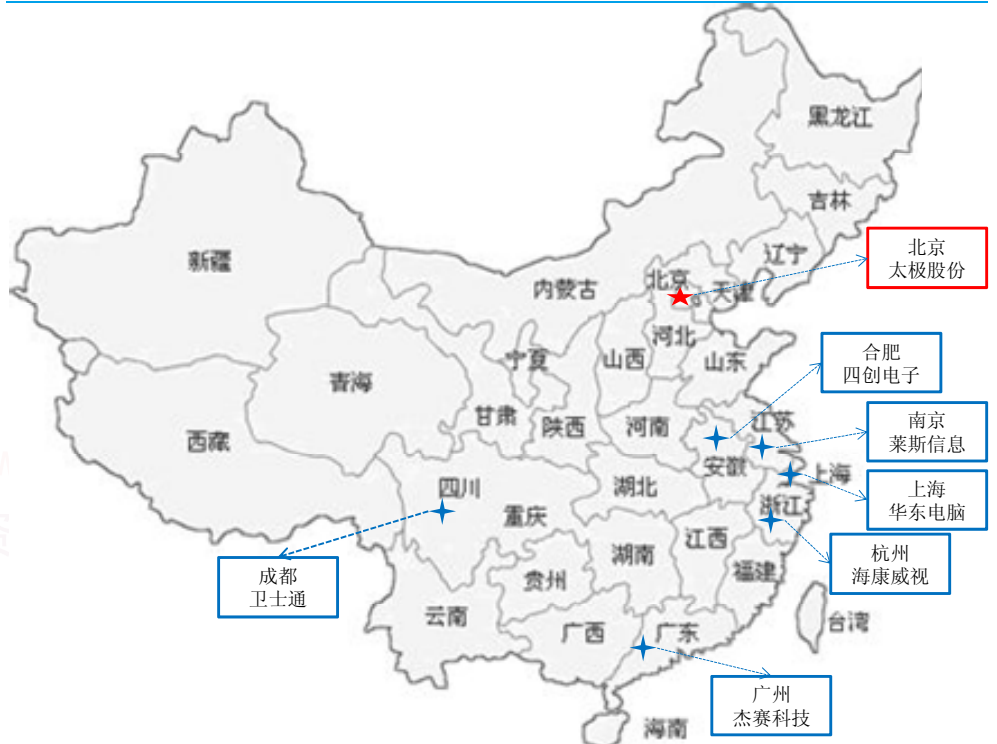 黑龙江
吉林
辽宁
北京
太极股份
新疆
内蒙古
北京
天津
河北
山西
山东
宁夏
青海
合肥
四创电子
甘肃
陕西
河南
江苏
南京
莱斯信息
西藏
安徽
上海
四川
湖北
浙江
上海
华东电脑
重庆
江西
湖南
杭州
海康威视
成都
卫士通
贵州
福建
云南
广西
广东
台湾
广州
杰赛科技
海南